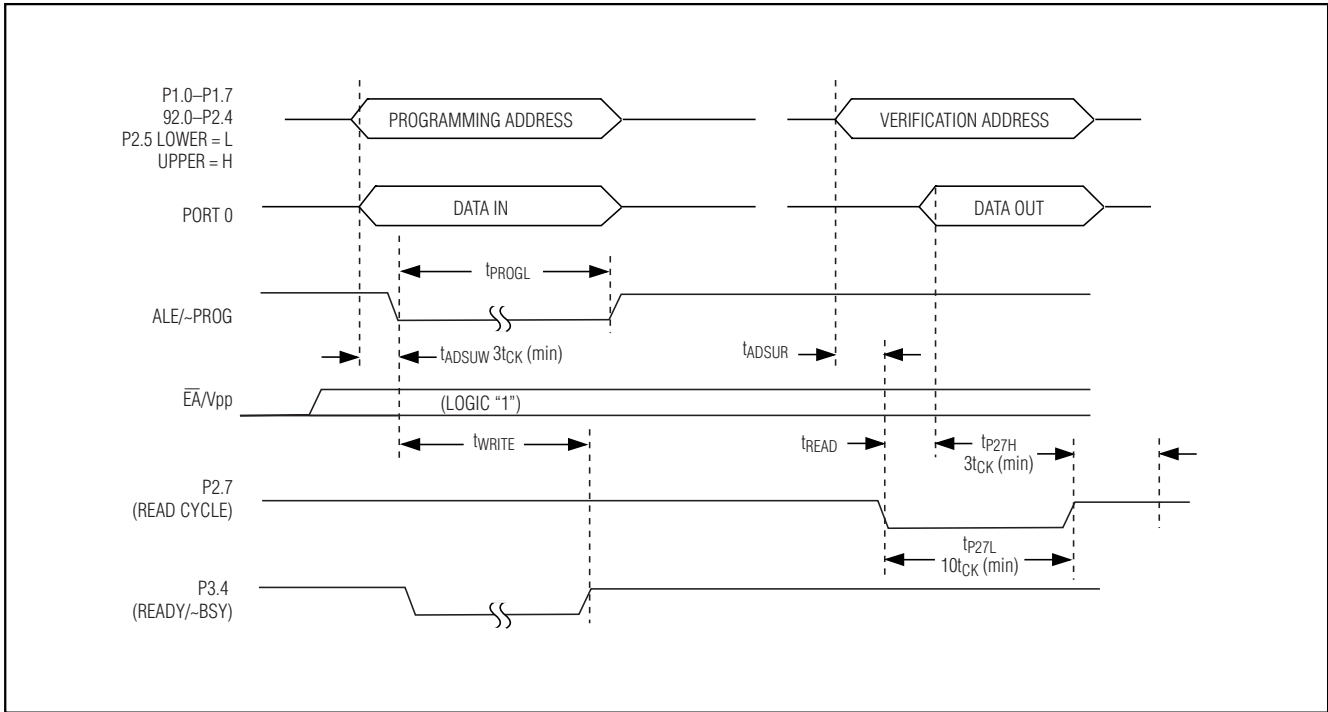 P1.0–P1.7
92.0–P2.4
P2.5 LOWER = L
UPPER = H
PROGRAMMING ADDRESS
VERIFICATION ADDRESS
PORT 0
DATA IN
DATA OUT
tPROGL
ALE/~PROG
tADSUW 3tCK (min)
tADSUR
EA/Vpp
(LOGIC “1”)
tWRITE
tREAD
tP27H
3tCK (min)
P2.7
(READ CYCLE)
tP27L
10tCK (min)
P3.4
(READY/~BSY)